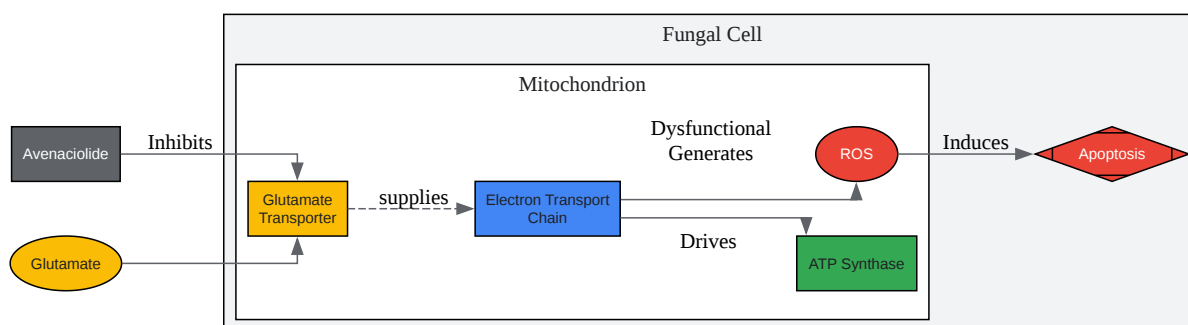 Fungal Cell
Mitochondrion
Avenaciolide
Inhibits
Dysfunctional
Generates
ROS
Induces
Apoptosis
Glutamate
Transporter
supplies
Electron Transport
Chain
Drives
Glutamate
ATP Synthase